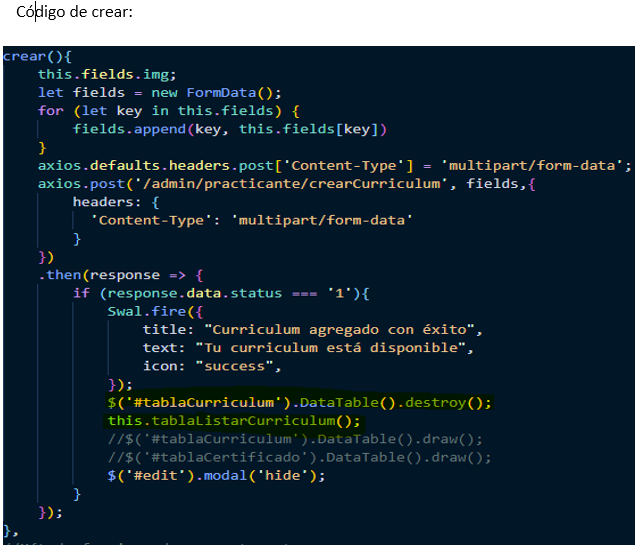 Código de crear:
crear(){
    this.fields.img;
    let fields = new FormData();
    for (let key in this.fields) {
        fields.append(key, this.fields[key])
    }
    axios.defaults.headers.post['Content-Type'] = 'multipart/form-data';
    axios.post('/admin/practicante/crearCurriculum', fields,{
        headers: {
          'Content-Type': 'multipart/form-data'
        }
    })
    .then(response => {
        if (response.data.status === '1'){
            Swal.fire({
                title: "Curriculum agregado con éxito",
                text: "Tu curriculum está disponible",
                icon: "success",
            });
            $('#tablaCurriculum').DataTable().destroy();
            this.tablaListarCurriculum();
            //$('#tablaCurriculum').DataTable().draw();
            //$('#tablaCertificado').DataTable().draw();
            $('#edit').modal('hide');
        }
    });
},